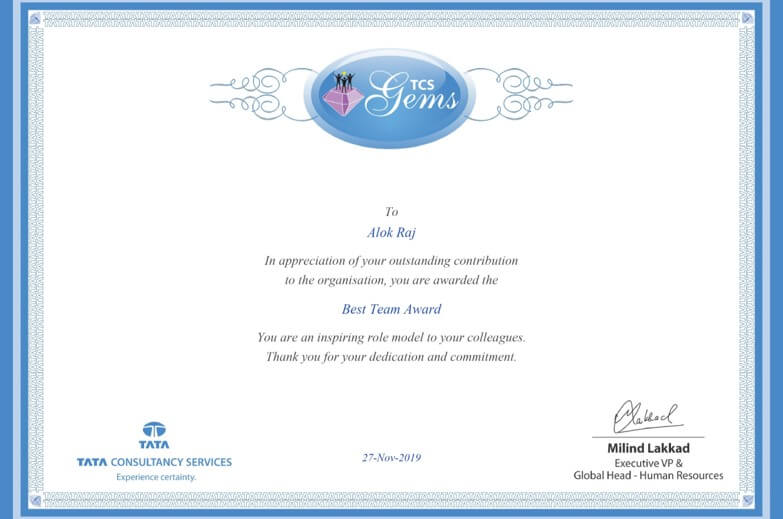 TCS
Gems
To
Alok Raj
In appreciation of your outstanding contribution
to the organisation, you are awarded the
Best Team Award
You are an inspiring role model to your colleagues.
Thank you for your dedication and commitment.
TATA
TATA CONSULTANCY SERVICES
Experience certainty.
27-Nov-2019
Milind Lakkad
Executive VP &
Global Head - Human Resources